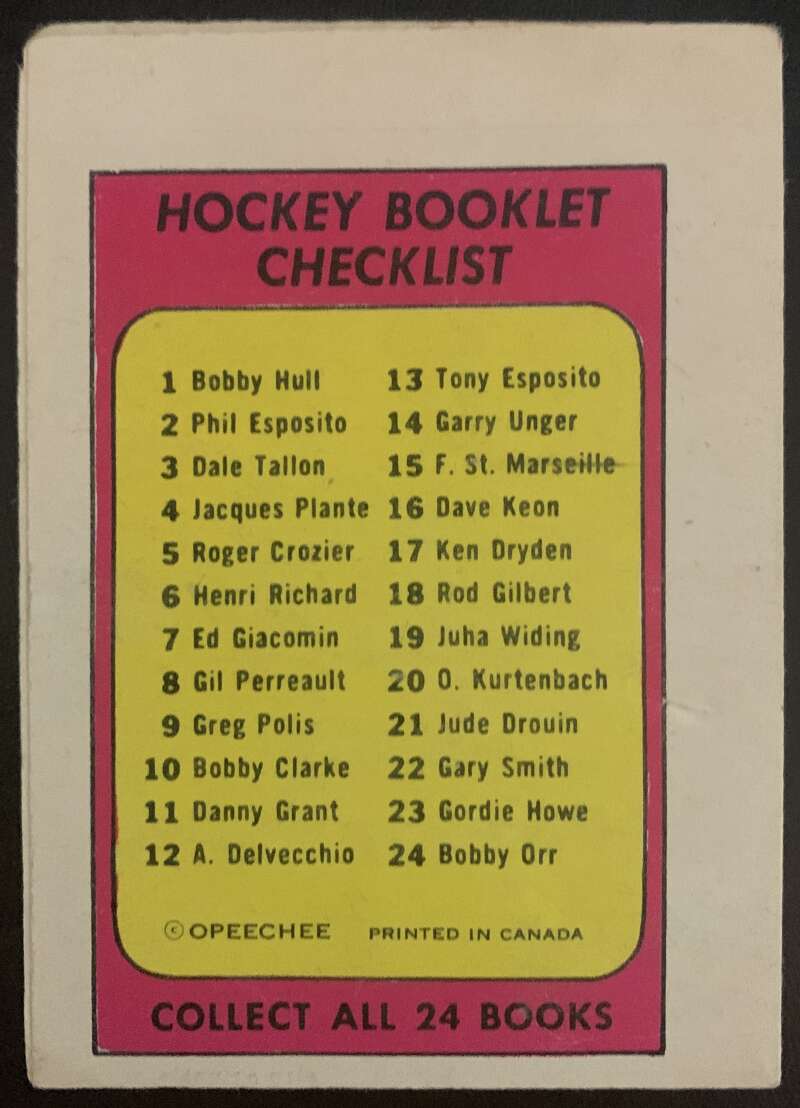 HOCKEY BOOKLET
CHECKLIST
1 Bobby Hull
2 Phil Esposito
3 Dale Tallon
4 Jacques Plante
5 Roger Crozier
6 Henri Richard
7 Ed Giacomin
8 Gil Perreault
9 Greg Polis
10 Bobby Clarke
11 Danny Grant
12 A. Delvecchio
13 Tony Esposito
14 Garry Unger
15 F. St. Marseille
16 Dave Keon
17 Ken Dryden
18 Rod Gilbert
19 Juha Widing
20 O. Kurtenbach
21 Jude Drouin
22 Gary Smith
23 Gordie Howe
24 Bobby Orr
©OPEECHEE PRINTED IN CANADA
COLLECT ALL 24 BOOKS